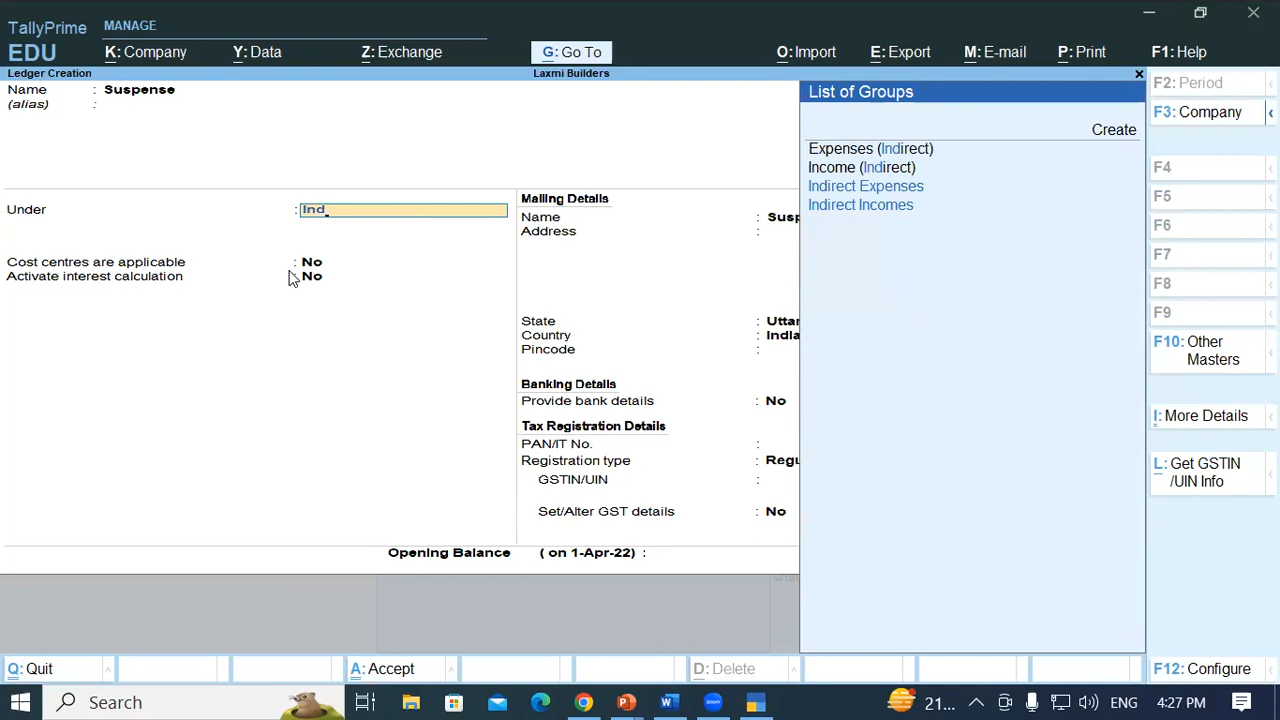 TallyPrime
EDU
MANAGE
K: Company
Y: Data
Z: Exchange
G: Go To
O: Import
E: Export
M: E-mail
P: Print
F1: Help
Ledger Creation
Laxmi Builders
Name : Suspense
(alias) :
Under : Ind
Cost centres are applicable : No
Activate interest calculation : No
Mailing Details
Name : Susp
Address :
State : Uttar
Country : India
Pincode :
Banking Details
Provide bank details : No
Tax Registration Details
PAN/IT No. :
Registration type : Regu
GSTIN/UIN :
Set/Alter GST details : No
Opening Balance ( on 1-Apr-22) :
List of Groups
Create
Expenses (Indirect)
Income (Indirect)
Indirect Expenses
Indirect Incomes
F2: Period
F3: Company
F4
F5
F6
F7
F8
F9
F10: Other
Masters
I: More Details
L: Get GSTIN
/UIN Info
Q: Quit
A: Accept
D: Delete
F12: Configure
Search
21...
ENG
4:27 PM